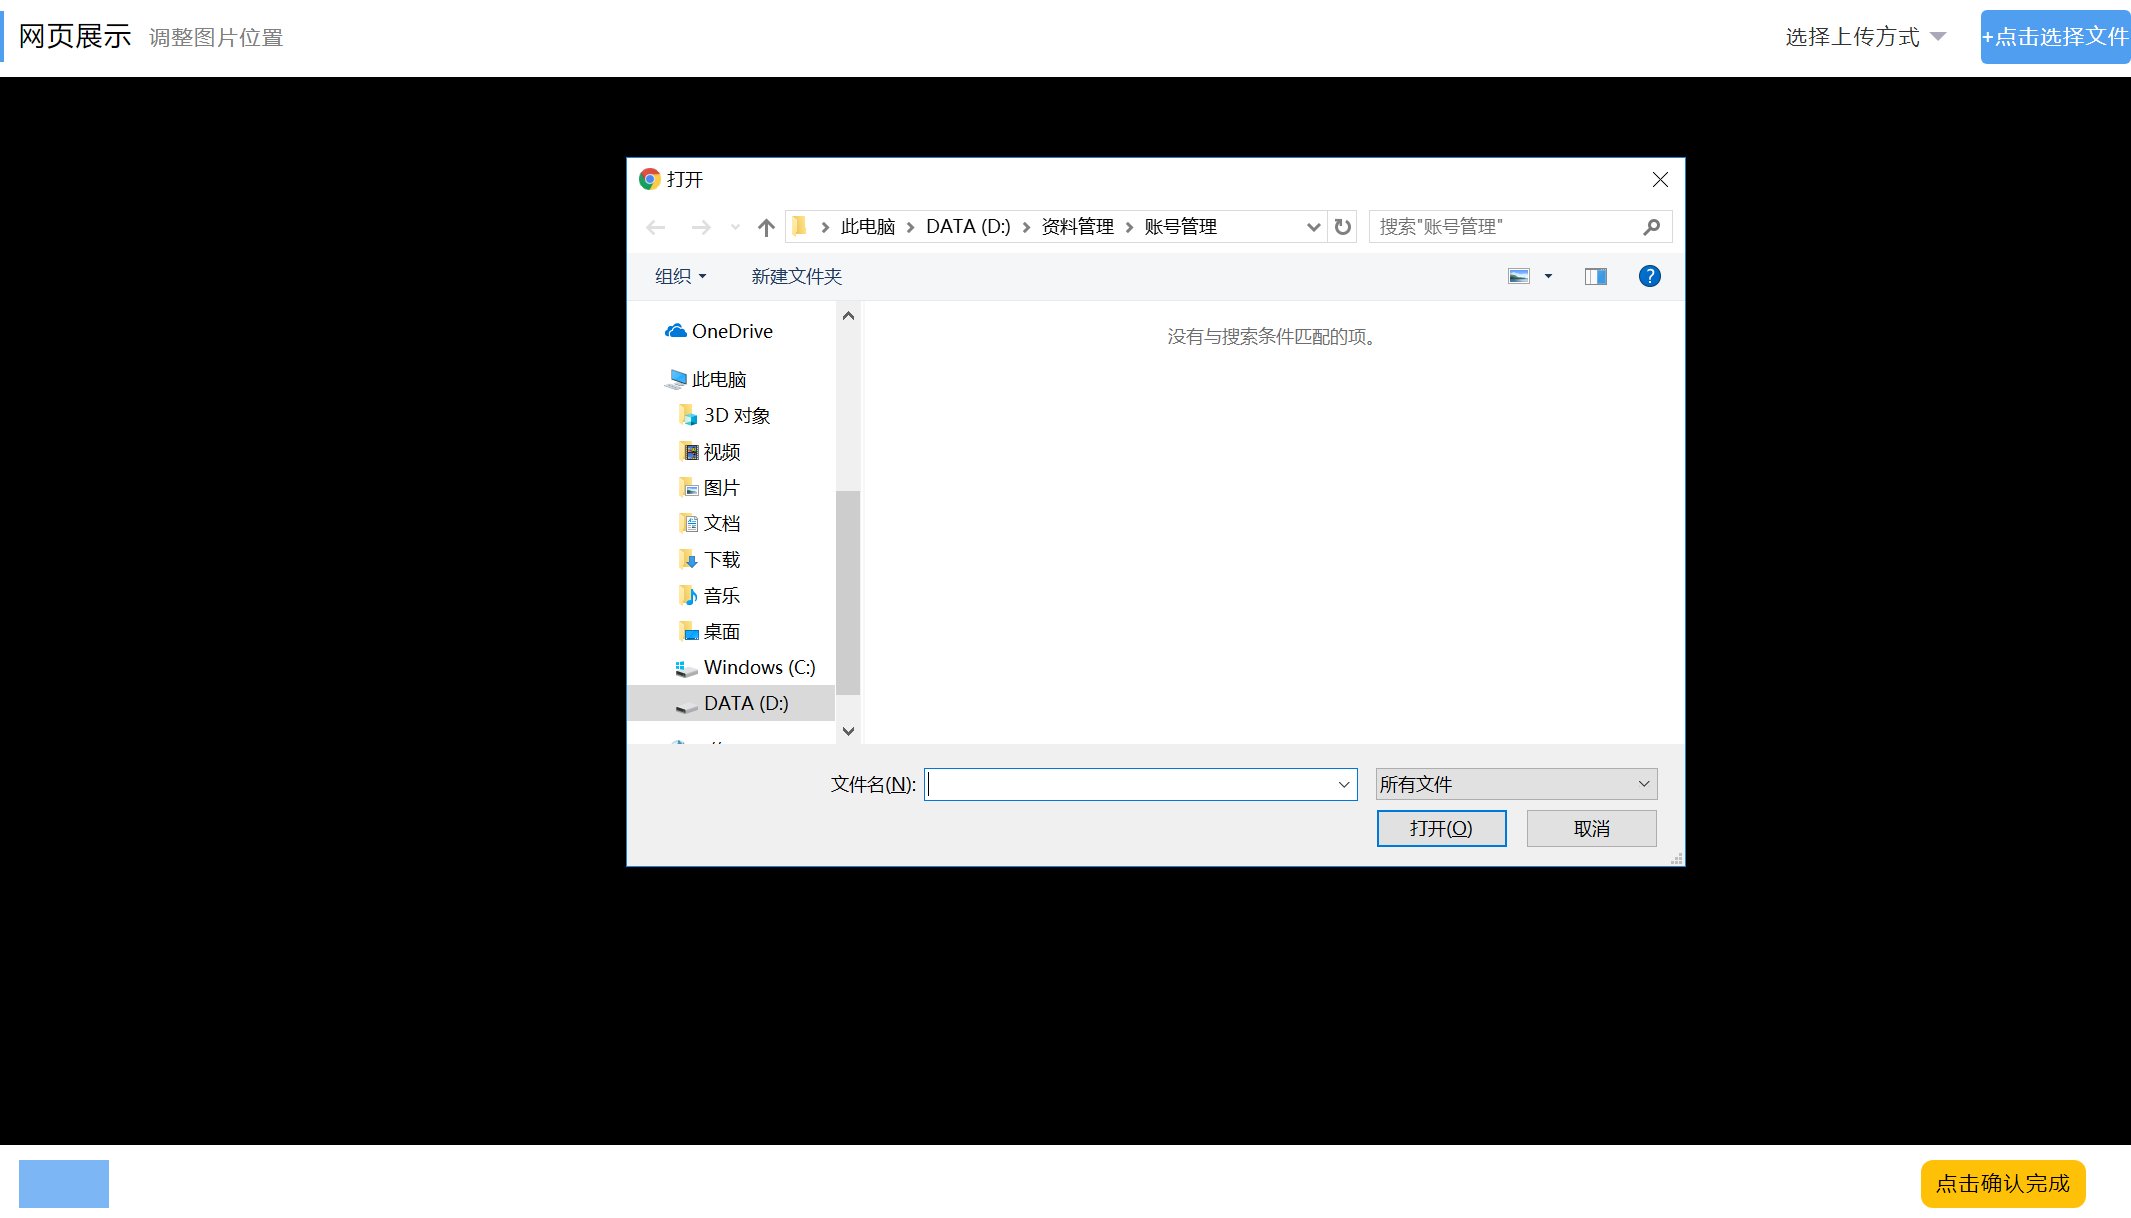 网页展示 调整图片位置 选择上传方式 +点击选择文件
打开
此电脑 DATA (D:) 资料管理 账号管理 搜索"账号管理"
组织 新建文件夹
没有与搜索条件匹配的项。
OneDrive
此电脑
3D 对象
视频
图片
文档
下载
音乐
桌面
Windows (C:)
DATA (D:)
文件名(N): 所有文件
打开(O) 取消
点击确认完成